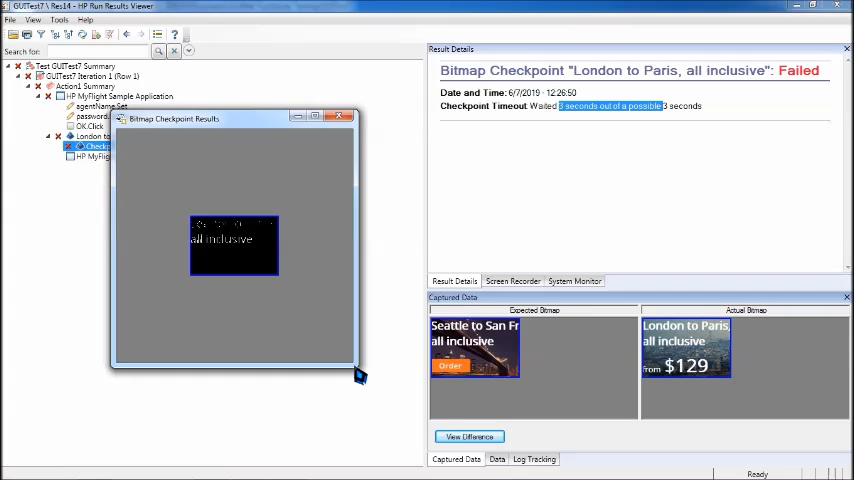 GUITest7 \ Res14 - HP Run Results Viewer
File View Tools Help
Search for:
Test GUITest7 Summary
GUITest7 Iteration 1 (Row 1)
Action1 Summary
HP MyFlight Sample Application
agentName.Set
password.
OK.Click
London to
Checkp
HP MyFlig
Bitmap Checkpoint Results
all inclusive
Result Details
Bitmap Checkpoint "London to Paris, all inclusive": Failed
Date and Time: 6/7/2019 - 12:26:50
Checkpoint Timeout Waited 3 seconds out of a possible 3 seconds
Result Details Screen Recorder System Monitor
Captured Data
Expected Bitmap Actual Bitmap
Seattle to San Fr
all inclusive
Order
London to Paris,
all inclusive
from $129
View Difference
Captured Data Data Log Tracking
Ready